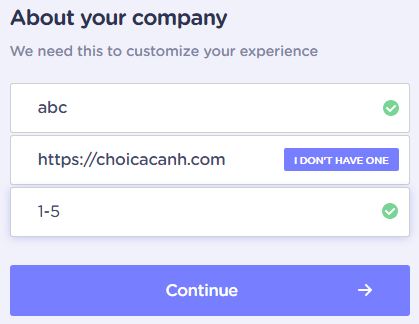 About your company
We need this to customize your experience
abc
https://choicacanh.com
I DON'T HAVE ONE
1-5
Continue